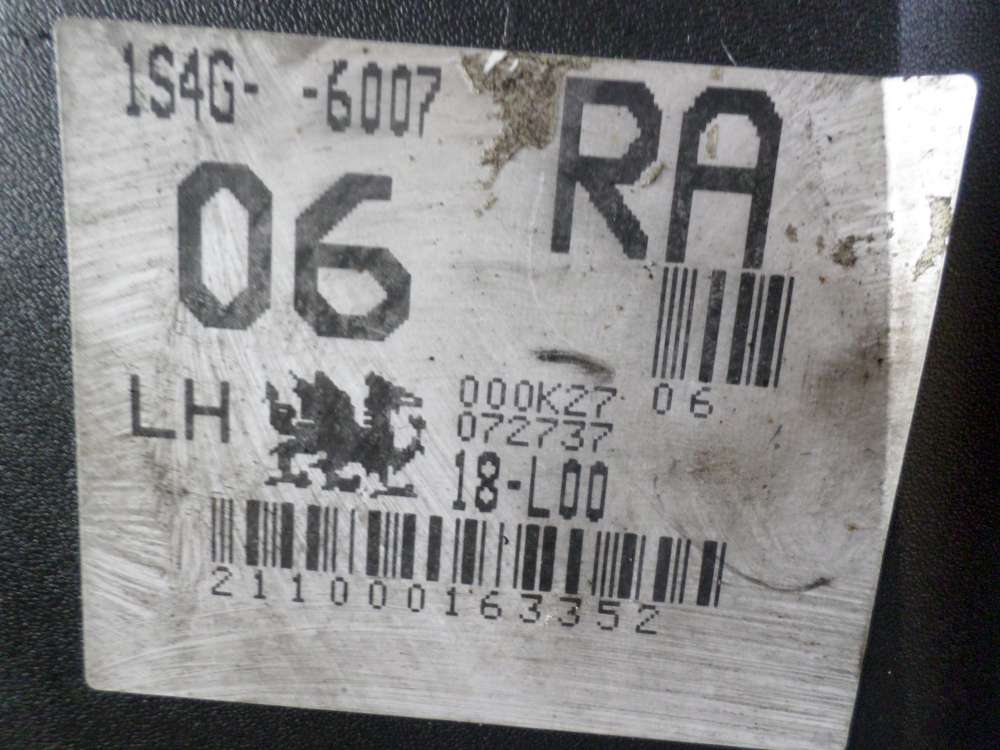 1S4G- -6007
06 RA
06
LH
000K27
072737
18-L00
211000163352